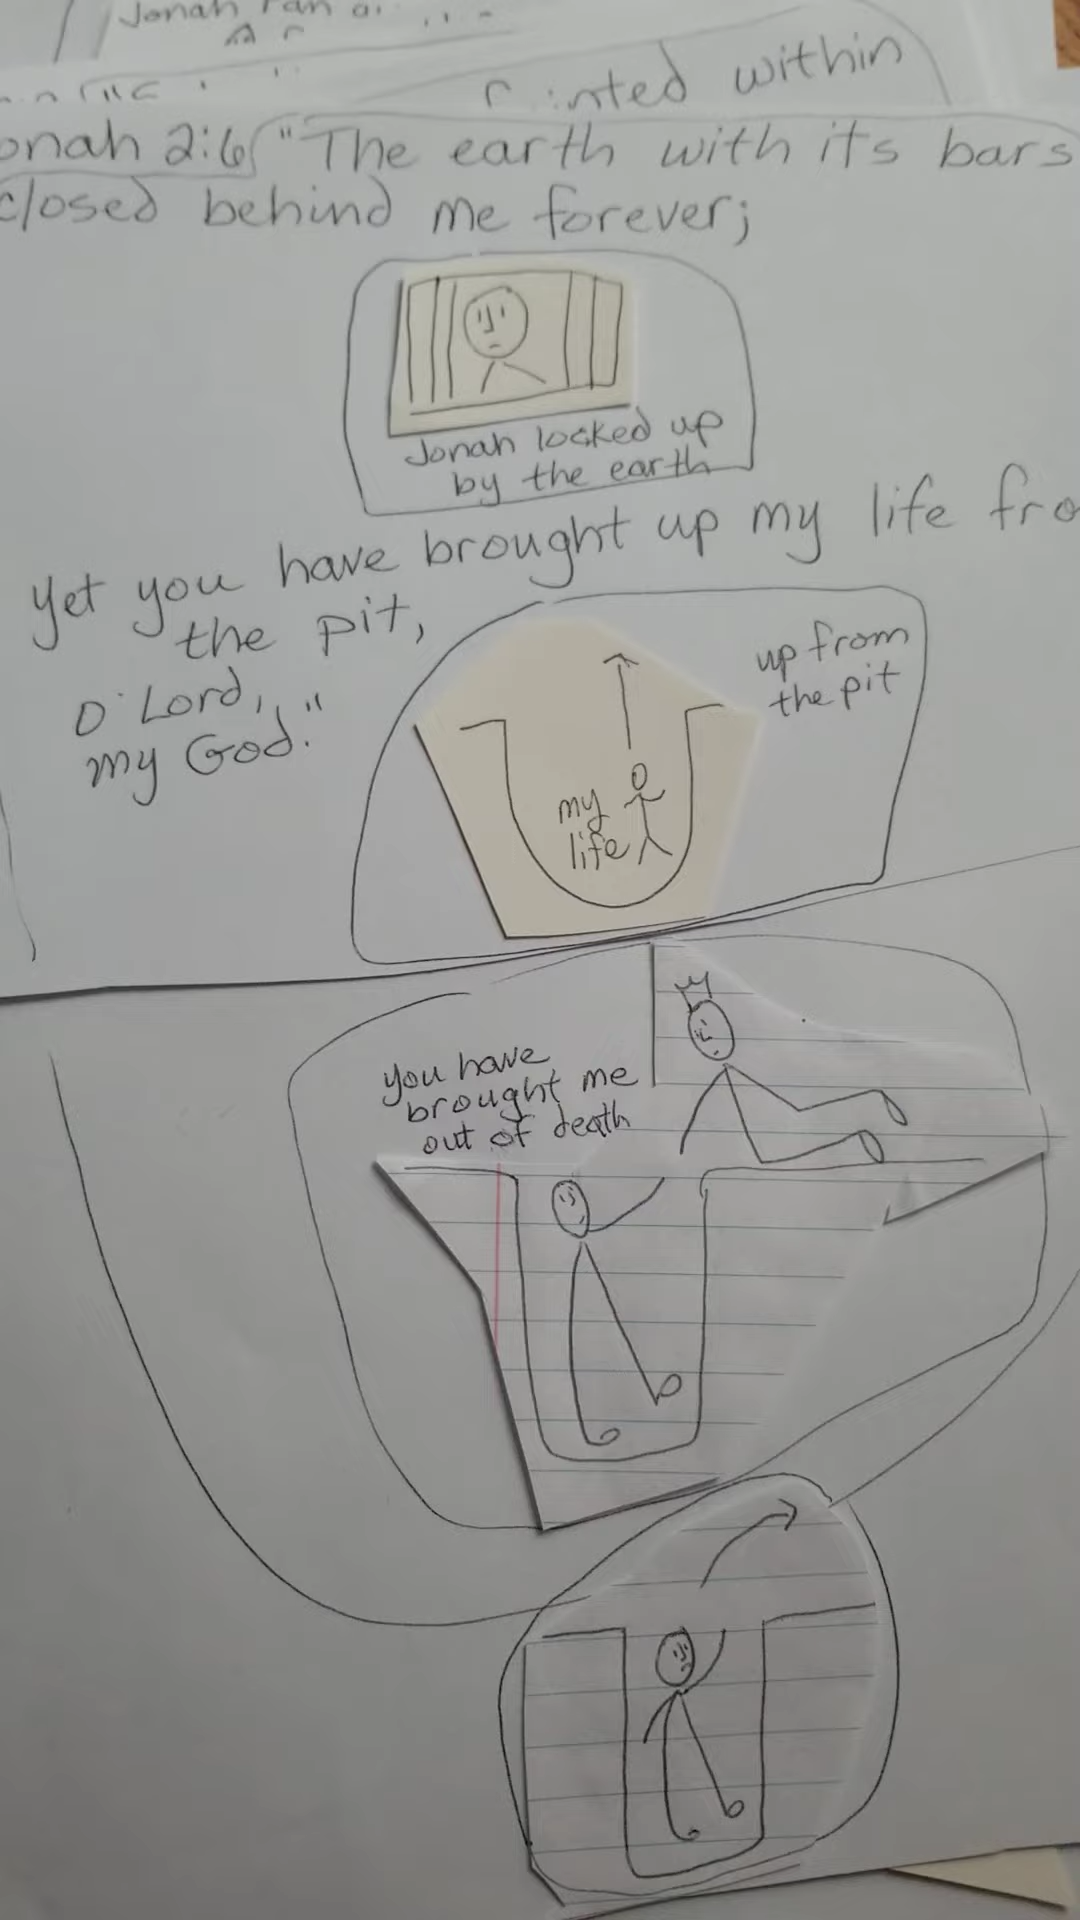 Jonah ran
within
onah 2:6 "The earth with its bars
closed behind me forever;
Jonah locked up
by the earth
yet you have brought up my life fro
the pit,
O Lord,
my God."
up from
the pit
my
life
you have
brought me
out of death